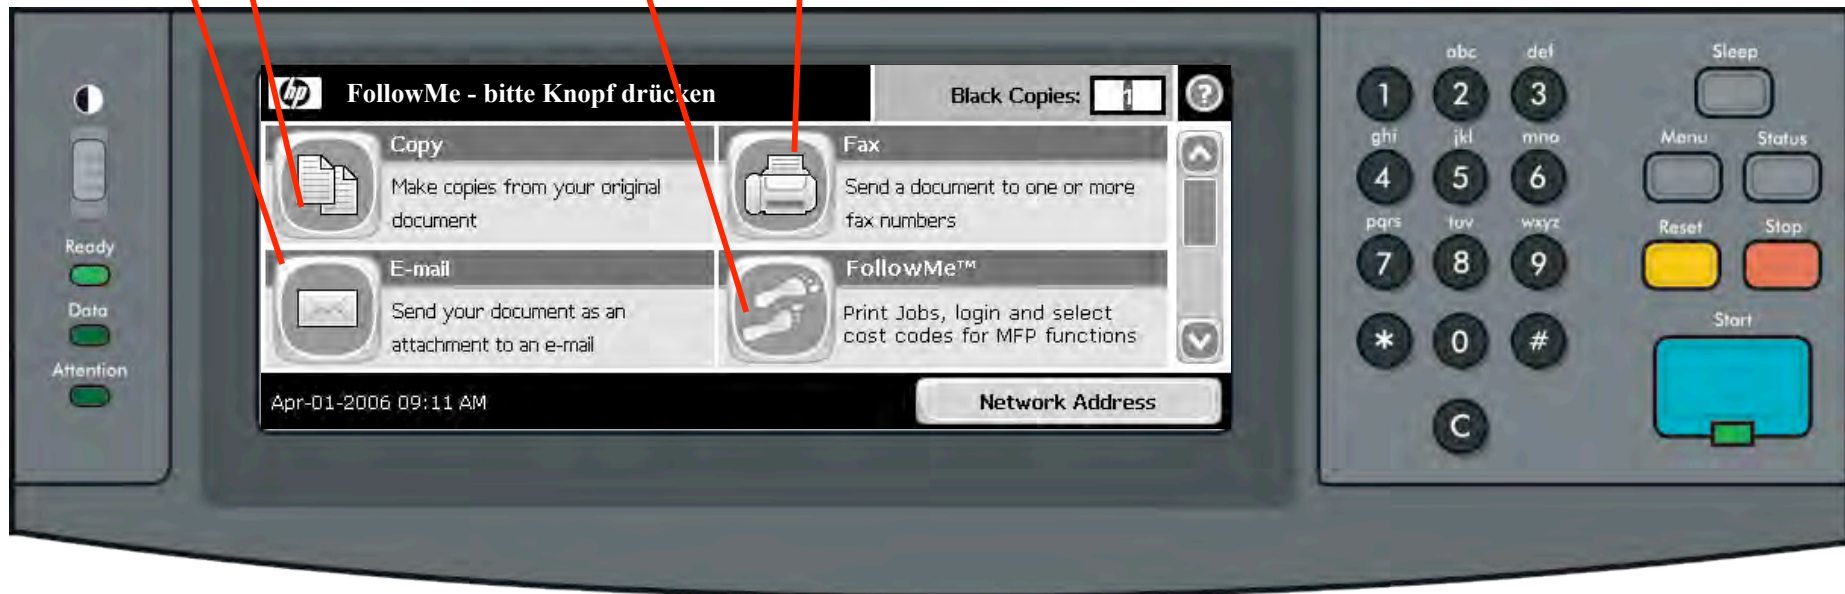 hp FollowMe - bitte Knopf drücken
Black Copies: 1 ?
Copy
Make copies from your original
document
Fax
Send a document to one or more
fax numbers
E-mail
Send your document as an
attachment to an e-mail
FollowMe™
Print Jobs, login and select
cost codes for MFP functions
Apr-01-2006 09:11 AM
Network Address
Ready
Data
Attention
abc def
1 2 3
ghi jkl mno
4 5 6
pqrs tuv wxyz
7 8 9
* 0 #
C
Sleep
Menu Status
Reset Stop
Start